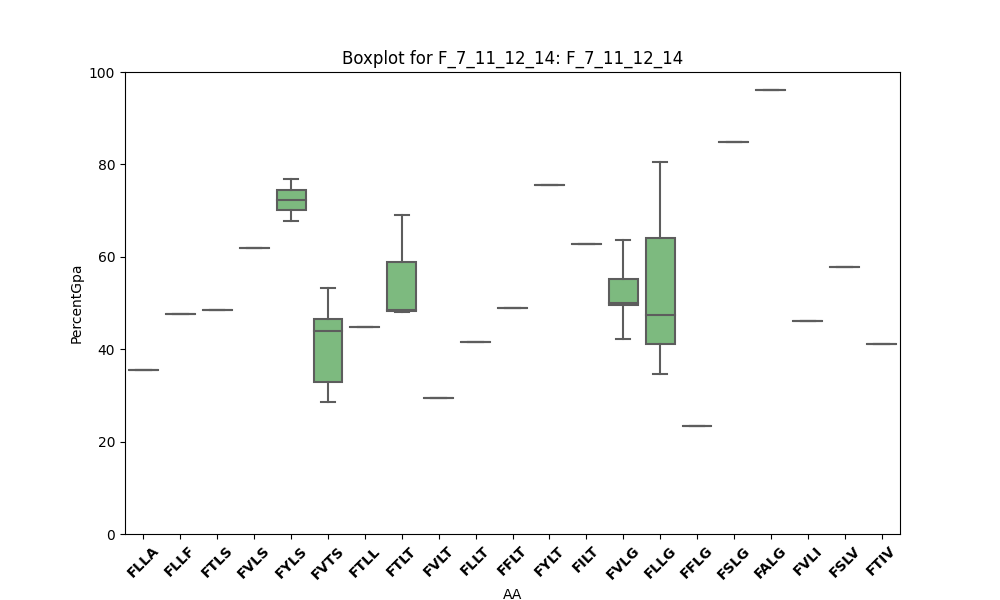 Boxplot for F_7_11_12_14: F_7_11_12_14
100
80
60
40
20
0
PercentGpa
FLLA FLLF FTLS FVLS FYLS FVTS FTLL FTLT FVLT FLLT FFLT FYLT FILT FVLG FLLG FFLG FSLG FALG FVLI FSLV FTIV
AA